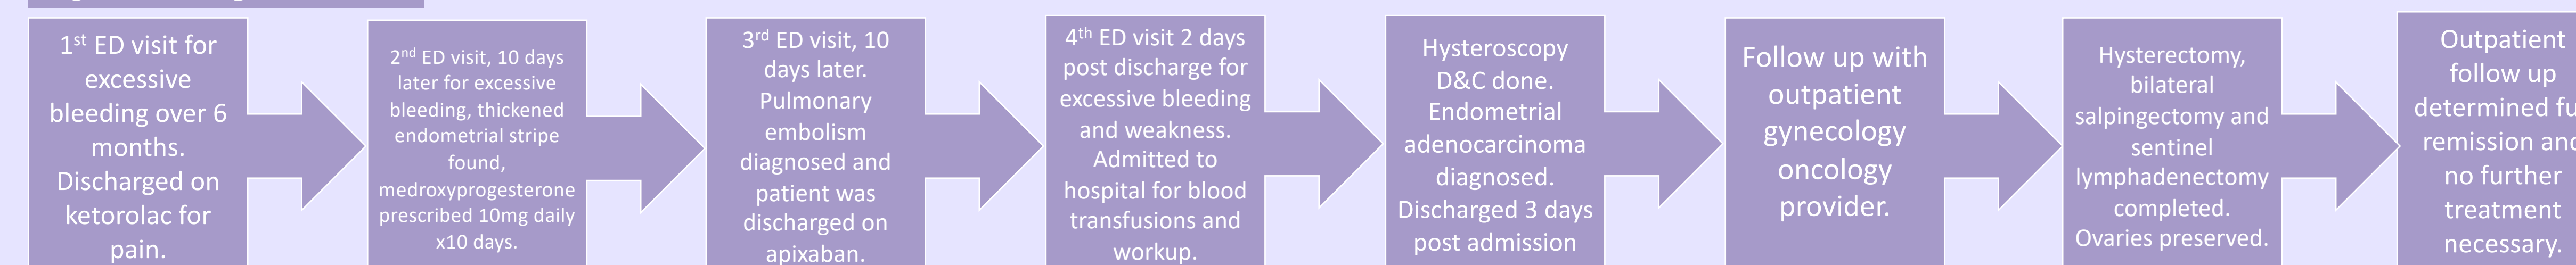 1st ED visit for
excessive
bleeding over 6
months.
Discharged on
ketorolac for
pain.
2nd ED visit, 10 days
later for excessive
bleeding, thickened
endometrial stripe
found,
medroxyprogesterone
prescribed 10mg daily
x10 days.
3rd ED visit, 10
days later.
Pulmonary
embolism
diagnosed and
patient was
discharged on
apixaban.
4th ED visit 2 days
post discharge for
excessive bleeding
and weakness.
Admitted to
hospital for blood
transfusions and
workup.
Hysteroscopy
D&C done.
Endometrial
adenocarcinoma
diagnosed.
Discharged 3 days
post admission
Follow up with
outpatient
gynecology
oncology
provider.
Hysterectomy,
bilateral
salpingectomy and
sentinel
lymphadenectomy
completed.
Ovaries preserved.
Outpatient
follow up
determined
remission
no further
treatment
necessary.